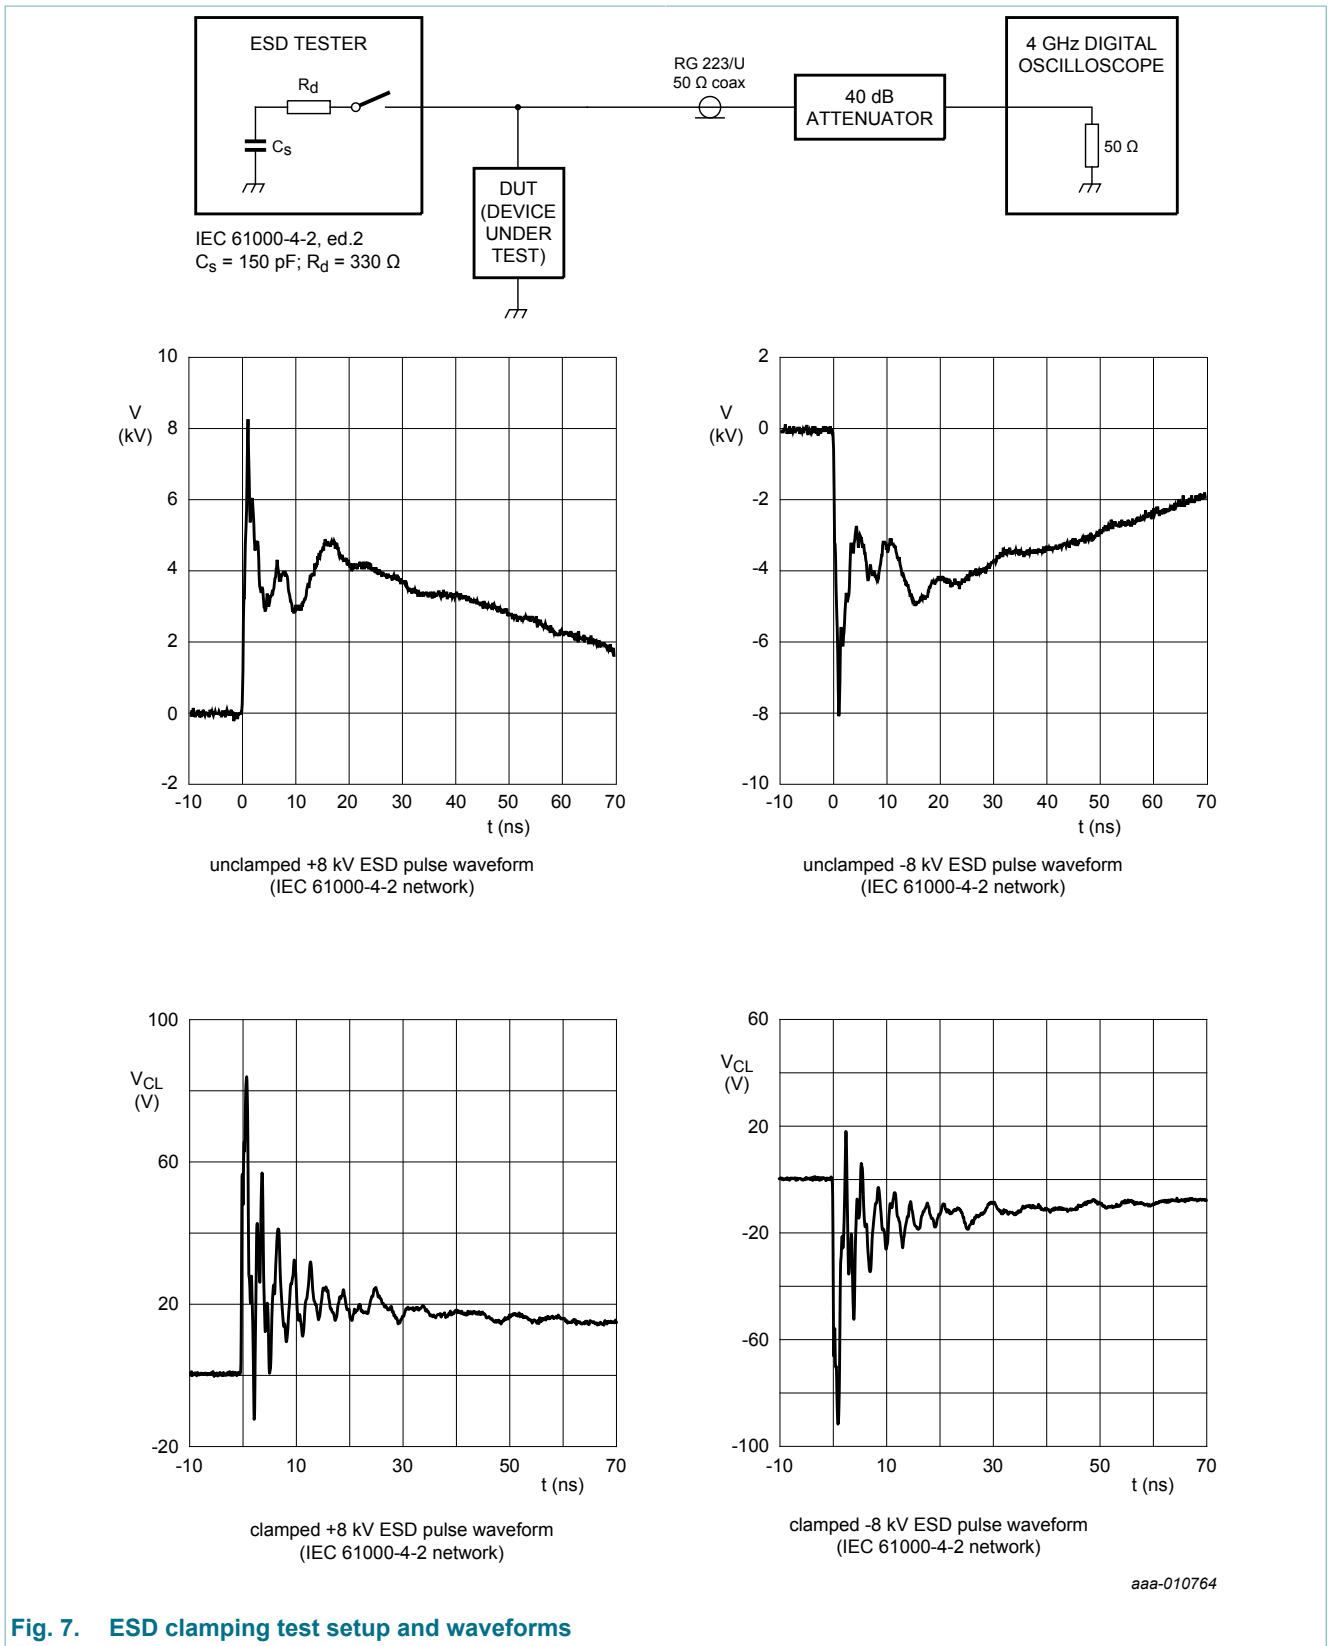 ESD TESTER
Rd
Cs
IEC 61000-4-2, ed.2
Cs = 150 pF; Rd = 330 Ω
DUT
(DEVICE
UNDER
TEST)
RG 223/U
50 Ω coax
40 dB
ATTENUATOR
4 GHz DIGITAL
OSCILLOSCOPE
50 Ω
V
(kV)
10
8
6
4
2
0
-2
-10 0 10 20 30 40 50 60 70
t (ns)
unclamped +8 kV ESD pulse waveform
(IEC 61000-4-2 network)
V
(kV)
2
0
-2
-4
-6
-8
-10
-10 0 10 20 30 40 50 60 70
t (ns)
unclamped -8 kV ESD pulse waveform
(IEC 61000-4-2 network)
VCL
(V)
100
60
20
-20
-10 10 30 50 70
t (ns)
clamped +8 kV ESD pulse waveform
(IEC 61000-4-2 network)
VCL
(V)
60
20
-20
-60
-100
-10 10 30 50 70
t (ns)
clamped -8 kV ESD pulse waveform
(IEC 61000-4-2 network)
aaa-010764
Fig. 7. ESD clamping test setup and waveforms